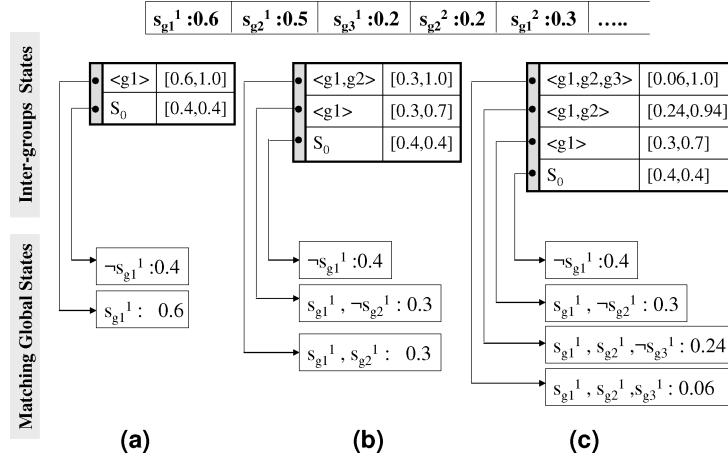 s_g1^1 :0.6 s_g2^1 :0.5 s_g3^1 :0.2 s_g2^2 :0.2 s_g1^2 :0.3 .....
Inter-groups States
<g1> [0.6,1.0]
S_0 [0.4,0.4]
<g1,g2> [0.3,1.0]
<g1> [0.3,0.7]
S_0 [0.4,0.4]
<g1,g2,g3> [0.06,1.0]
<g1,g2> [0.24,0.94]
<g1> [0.3,0.7]
S_0 [0.4,0.4]
Matching Global States
¬s_g1^1 :0.4
s_g1^1 : 0.6
¬s_g1^1 :0.4
s_g1^1 , ¬s_g2^1 : 0.3
s_g1^1 , s_g2^1 : 0.3
¬s_g1^1 :0.4
s_g1^1 , ¬s_g2^1 : 0.3
s_g1^1 , s_g2^1 ,¬s_g3^1 : 0.24
s_g1^1 , s_g2^1 ,s_g3^1 : 0.06
(a) (b) (c)